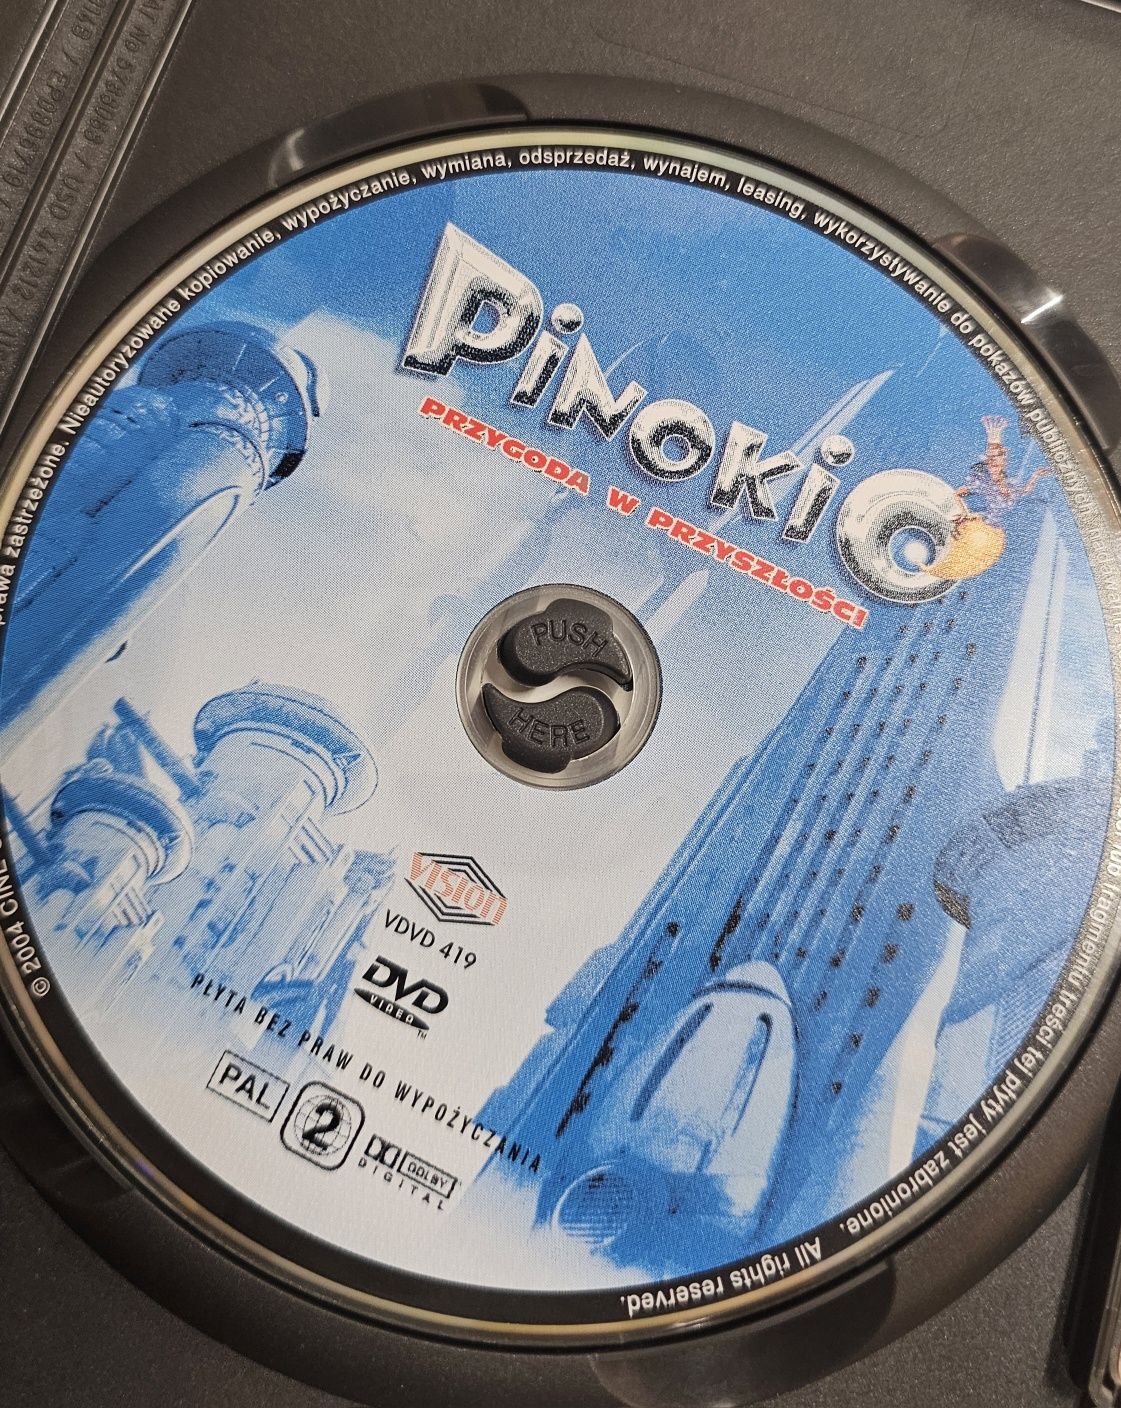 PINOKIO
PRZYGODA W PRZYSZŁOŚCI
PUSH
HERE
VISION
VDVD 419
DVD
VIDEO
™
PŁYTA BEZ PRAW DO WYPOŻYCZANIA
PAL
2
DOLBY
DIGITAL
prawa zastrzeżone. Nieautoryzowane kopiowanie, wypożyczanie, wymiana, odsprzedaż, wynajem, leasing, wykorzystywanie do pokazów publicznych
fragmentu treści tej płyty jest zabronione. All rights reserved.
© 2004